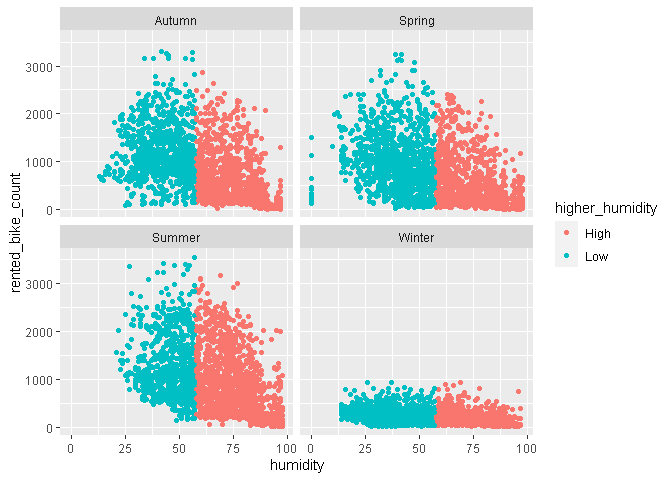 Autumn
Spring
3000
2000
1000
0
Summer
Winter
3000
2000
1000
0
0 25 50 75 100 0 25 50 75 100
humidity
rented_bike_count
higher_humidity
High
Low